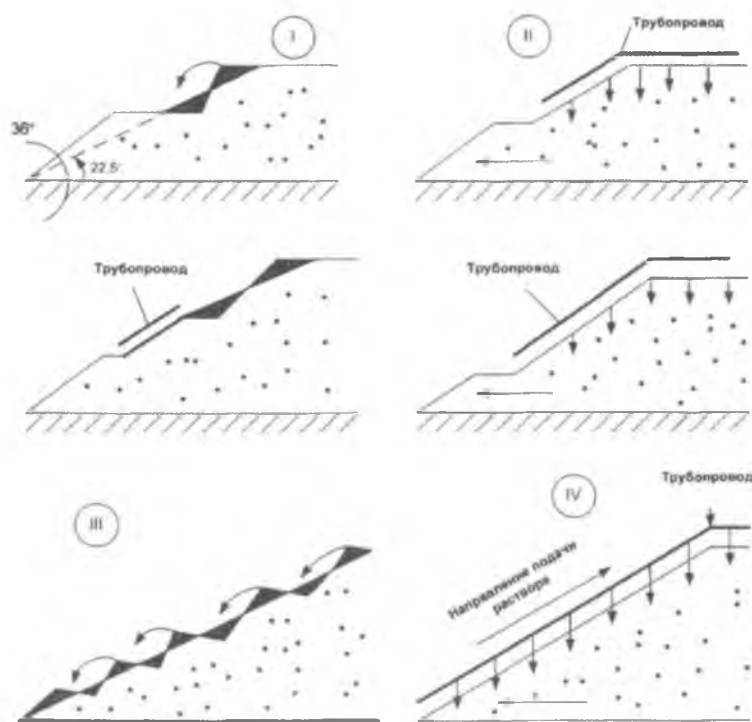 I
36°
22,5°
II
Трубопровод
Трубопровод
Трубопровод
III
IV
Трубопровод
Направление подачи
раствора